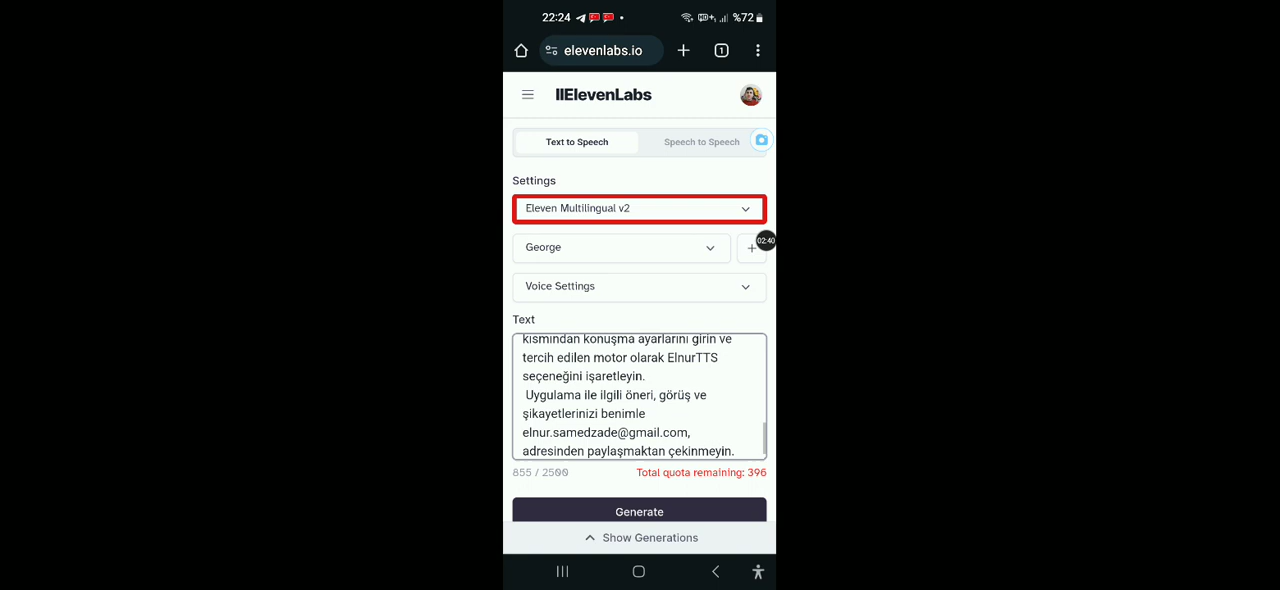 22:24 %72
elevenlabs.io 1
IIElevenLabs
Text to Speech Speech to Speech
Settings
Eleven Multilingual v2
George + 02:40
Voice Settings
Text
kısmından konuşma ayarlarını girin ve
tercih edilen motor olarak ElnurTTS
seçeneğini işaretleyin.
Uygulama ile ilgili öneri, görüş ve
şikayetlerinizi benimle
elnur.samedzade@gmail.com,
adresinden paylaşmaktan çekinmeyin.
855 / 2500 Total quota remaining: 396
Generate
Show Generations